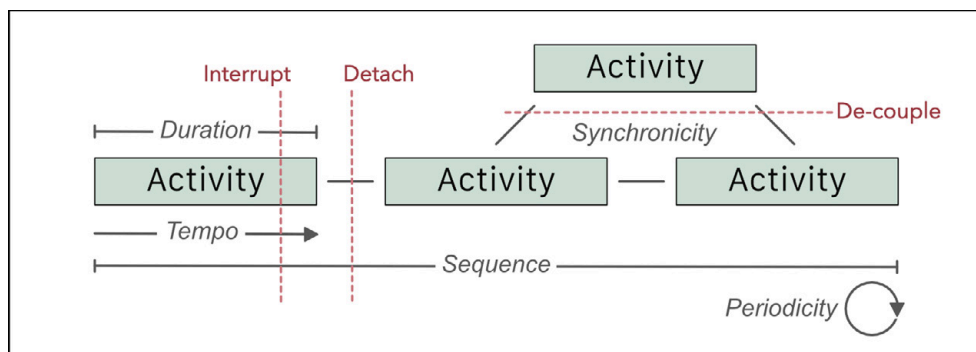 Activity
Interrupt
Detach
De-couple
Duration
Synchronicity
Activity
Activity
Activity
Tempo
Sequence
Periodicity